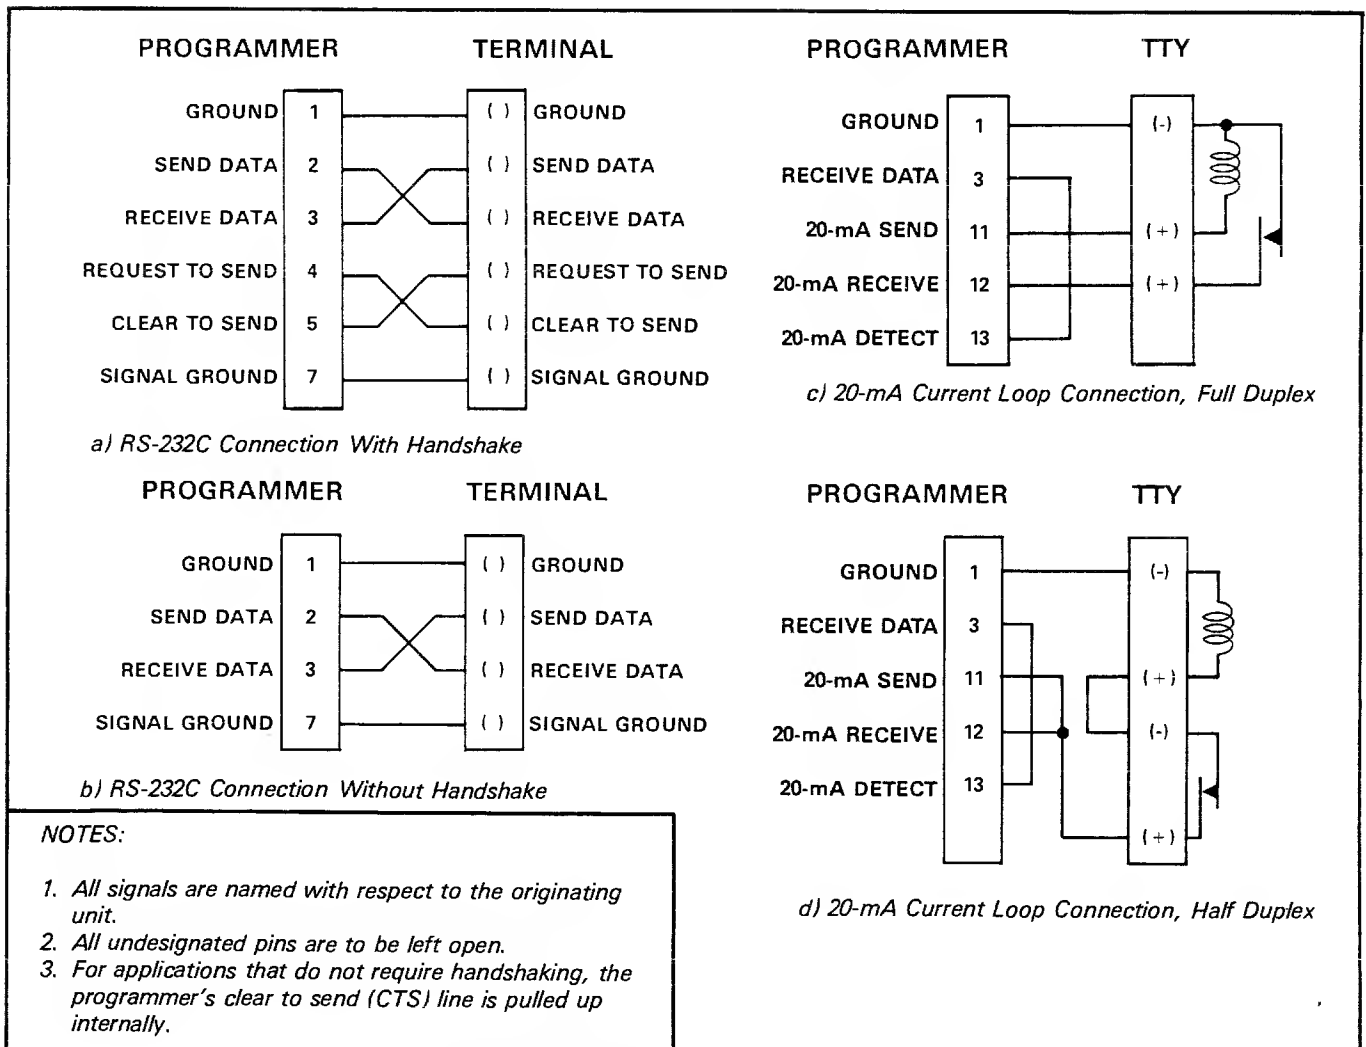 PROGRAMMER TERMINAL
GROUND 1 ( ) GROUND
SEND DATA 2 ( ) SEND DATA
RECEIVE DATA 3 ( ) RECEIVE DATA
REQUEST TO SEND 4 ( ) REQUEST TO SEND
CLEAR TO SEND 5 ( ) CLEAR TO SEND
SIGNAL GROUND 7 ( ) SIGNAL GROUND
a) RS-232C Connection With Handshake
PROGRAMMER TERMINAL
GROUND 1 ( ) GROUND
SEND DATA 2 ( ) SEND DATA
RECEIVE DATA 3 ( ) RECEIVE DATA
SIGNAL GROUND 7 ( ) SIGNAL GROUND
b) RS-232C Connection Without Handshake
PROGRAMMER TTY
GROUND 1 (-)
RECEIVE DATA 3
20-mA SEND 11 (+)
20-mA RECEIVE 12 (+)
20-mA DETECT 13
c) 20-mA Current Loop Connection, Full Duplex
PROGRAMMER TTY
GROUND 1 (-)
RECEIVE DATA 3
20-mA SEND 11 (+)
20-mA RECEIVE 12 (-)
20-mA DETECT 13
(+)
d) 20-mA Current Loop Connection, Half Duplex
NOTES:
1. All signals are named with respect to the originating
unit.
2. All undesignated pins are to be left open.
3. For applications that do not require handshaking, the
programmer's clear to send (CTS) line is pulled up
internally.